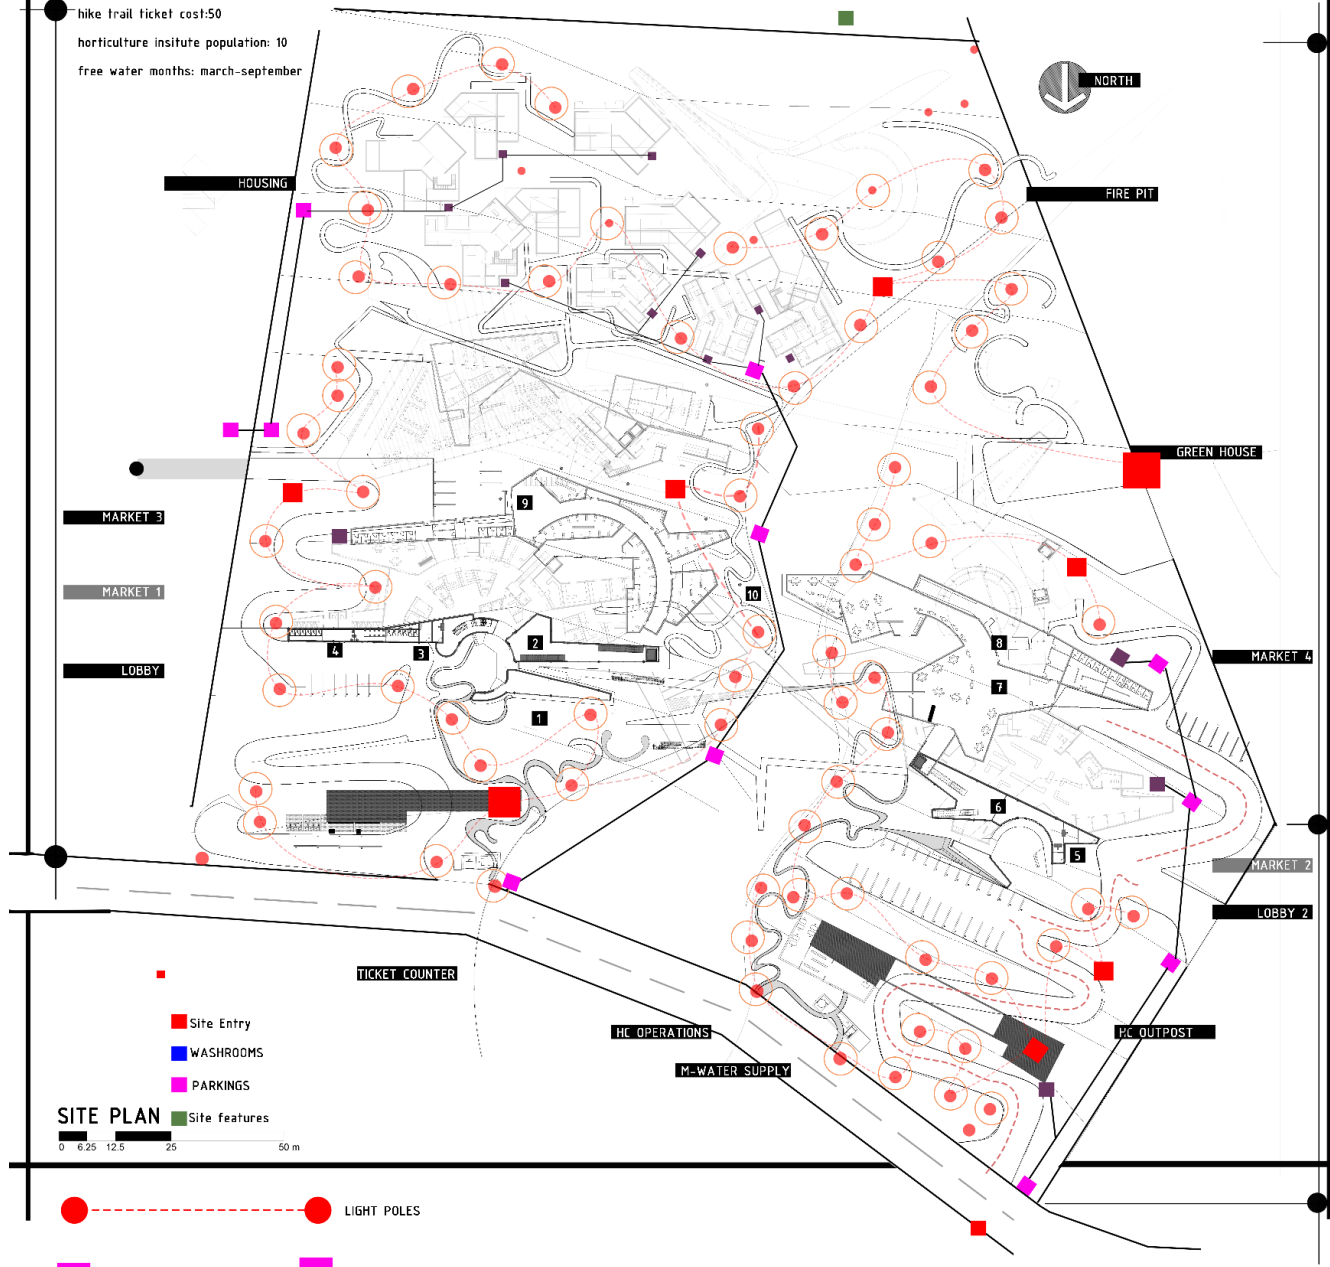 hike trail ticket cost:50
horticulture insitute population: 10
free water months: march-september
NORTH
HOUSING
FIRE PIT
GREEN HOUSE
MARKET 3
9
MARKET 1
10
4
3
2
8
MARKET 4
LOBBY
7
1
6
5
MARKET 2
LOBBY 2
TICKET COUNTER
Site Entry
HC OPERATIONS
HC OUTPOST
WASHROOMS
M-WATER SUPPLY
PARKINGS
SITE PLAN
Site features
0 6.25 12.5 25 50 m
LIGHT POLES